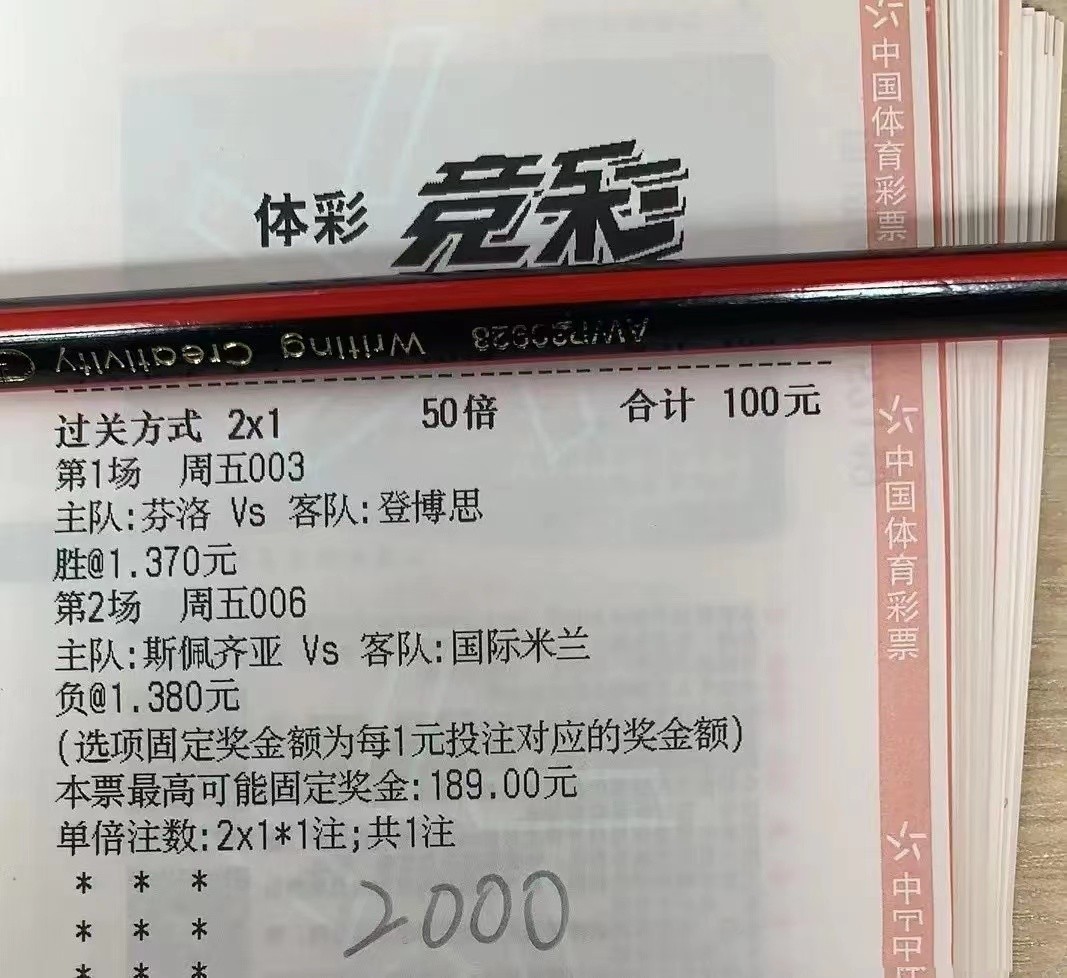 体彩 竞彩
Writing Creativity
过关方式 2x1 50倍 合计 100元
第1场 周五003
主队:芬洛 Vs 客队:登博思
胜@1.370元
第2场 周五006
主队:斯佩齐亚 Vs 客队:国际米兰
负@1.380元
(选项固定奖金额为每1元投注对应的奖金额)
本票最高可能固定奖金:189.00元
单倍注数:2x1*1注;共1注
* * *
* * *
* * *
2000
中国体育彩票
中国体育彩票
中国